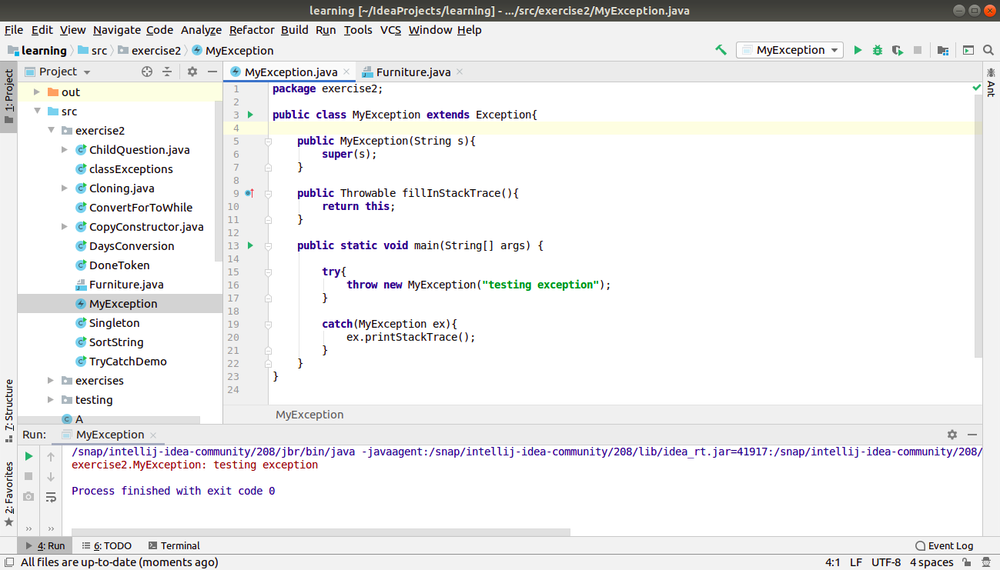 learning [~/IdeaProjects/learning] - .../src/exercise2/MyException.java
File Edit View Navigate Code Analyze Refactor Build Run Tools VCS Window Help
learning src exercise2 MyException
MyException
1: Project
Project
out
src
exercise2
ChildQuestion.java
classExceptions
Cloning.java
ConvertForToWhile
CopyConstructor.java
DaysConversion
DoneToken
Furniture.java
MyException
Singleton
SortString
TryCatchDemo
exercises
testing
A
MyException.java Furniture.java
1 package exercise2;
2
3 public class MyException extends Exception{
4
5 public MyException(String s){
6 super(s);
7 }
8
9 public Throwable fillInStackTrace(){
10 return this;
11 }
12
13 public static void main(String[] args) {
14
15 try{
16 throw new MyException("testing exception");
17 }
18
19 catch(MyException ex){
20 ex.printStackTrace();
21 }
22 }
23 }
24
MyException
Ant
7: Structure
2: Favorites
Run: MyException
/snap/intellij-idea-community/208/jbr/bin/java -javaagent:/snap/intellij-idea-community/208/lib/idea_rt.jar=41917:/snap/intellij-idea-community/208/
exercise2.MyException: testing exception
Process finished with exit code 0
4: Run 6: TODO Terminal Event Log
All files are up-to-date (moments ago) 4:1 LF UTF-8 4 spaces